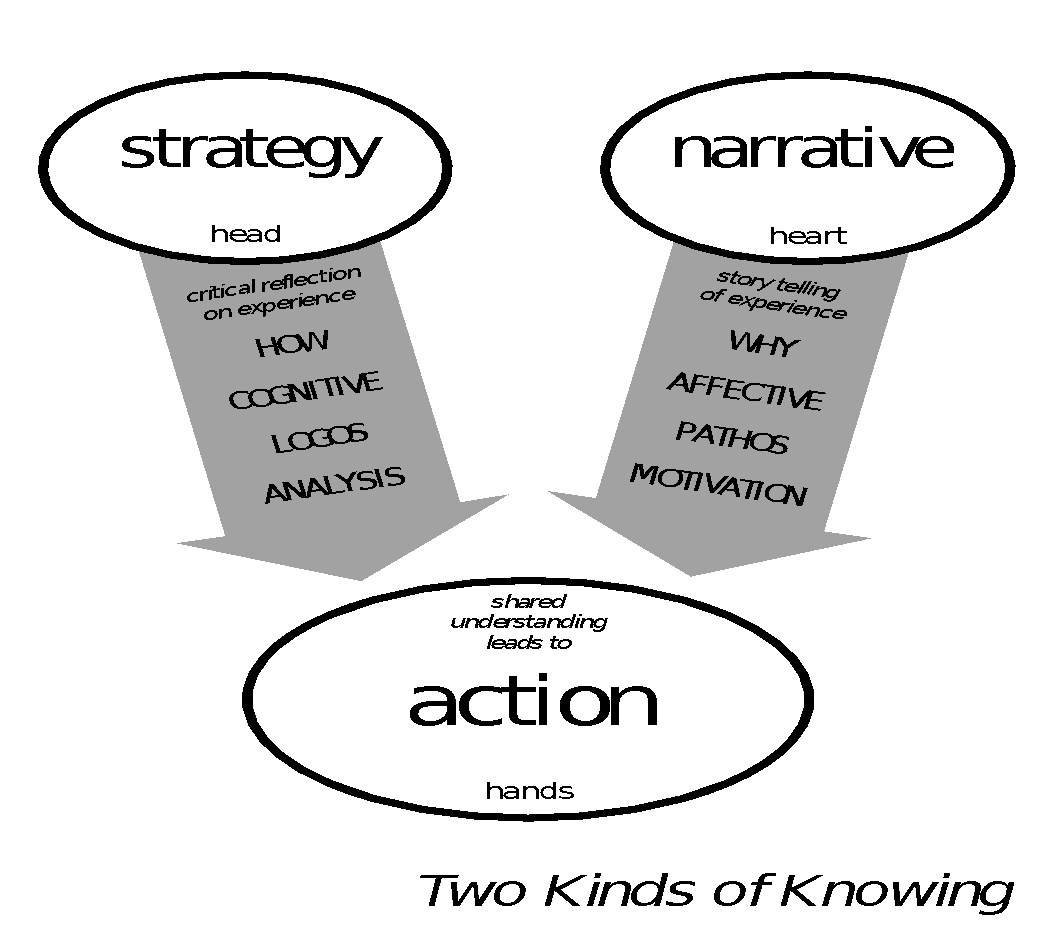 strategy
head
critical reflection
on experience
HOW
COGNITIVE
LOGOS
ANALYSIS
narrative
heart
story telling
of experience
WHY
AFFECTIVE
PATHOS
MOTIVATION
shared
understanding
leads to
action
hands
Two Kinds of Knowing